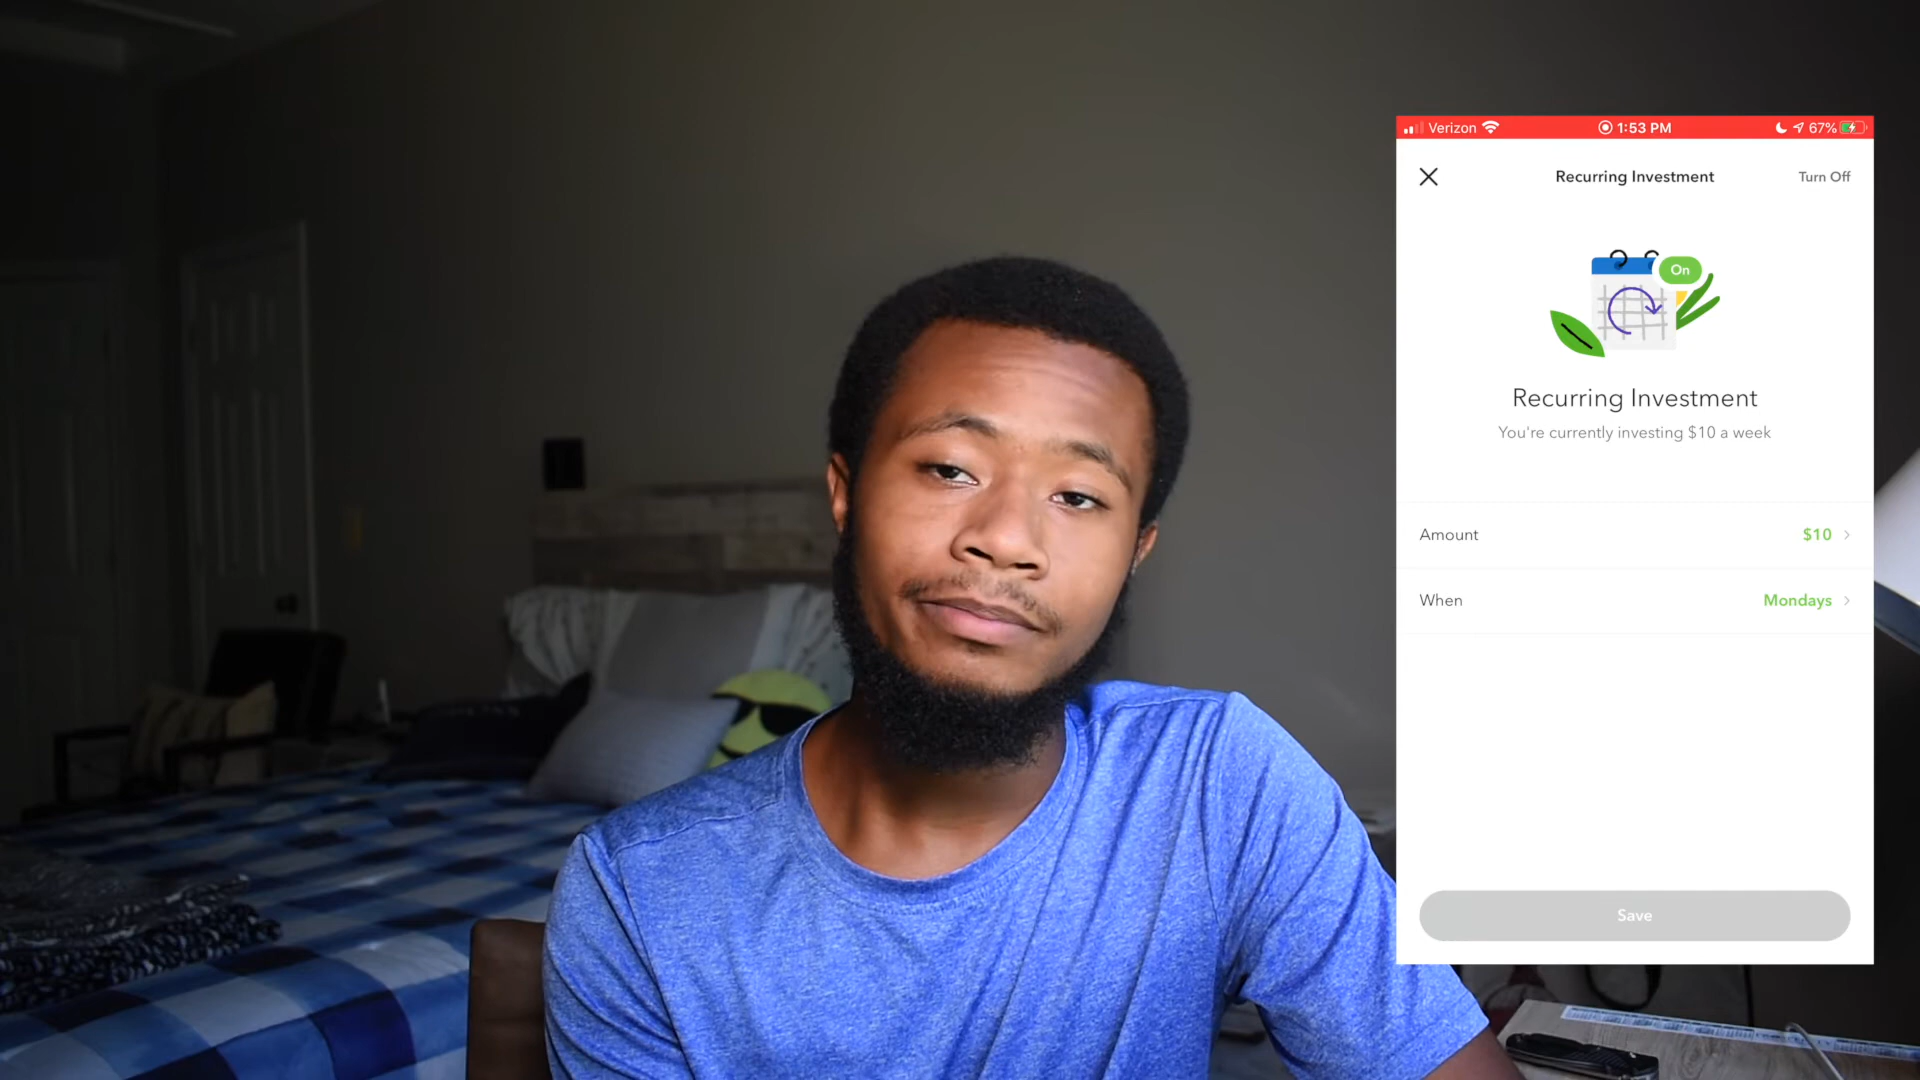 Verizon 1:53 PM 67%
Recurring Investment Turn Off
On
Recurring Investment
You're currently investing $10 a week
Amount $10
When Mondays
Save